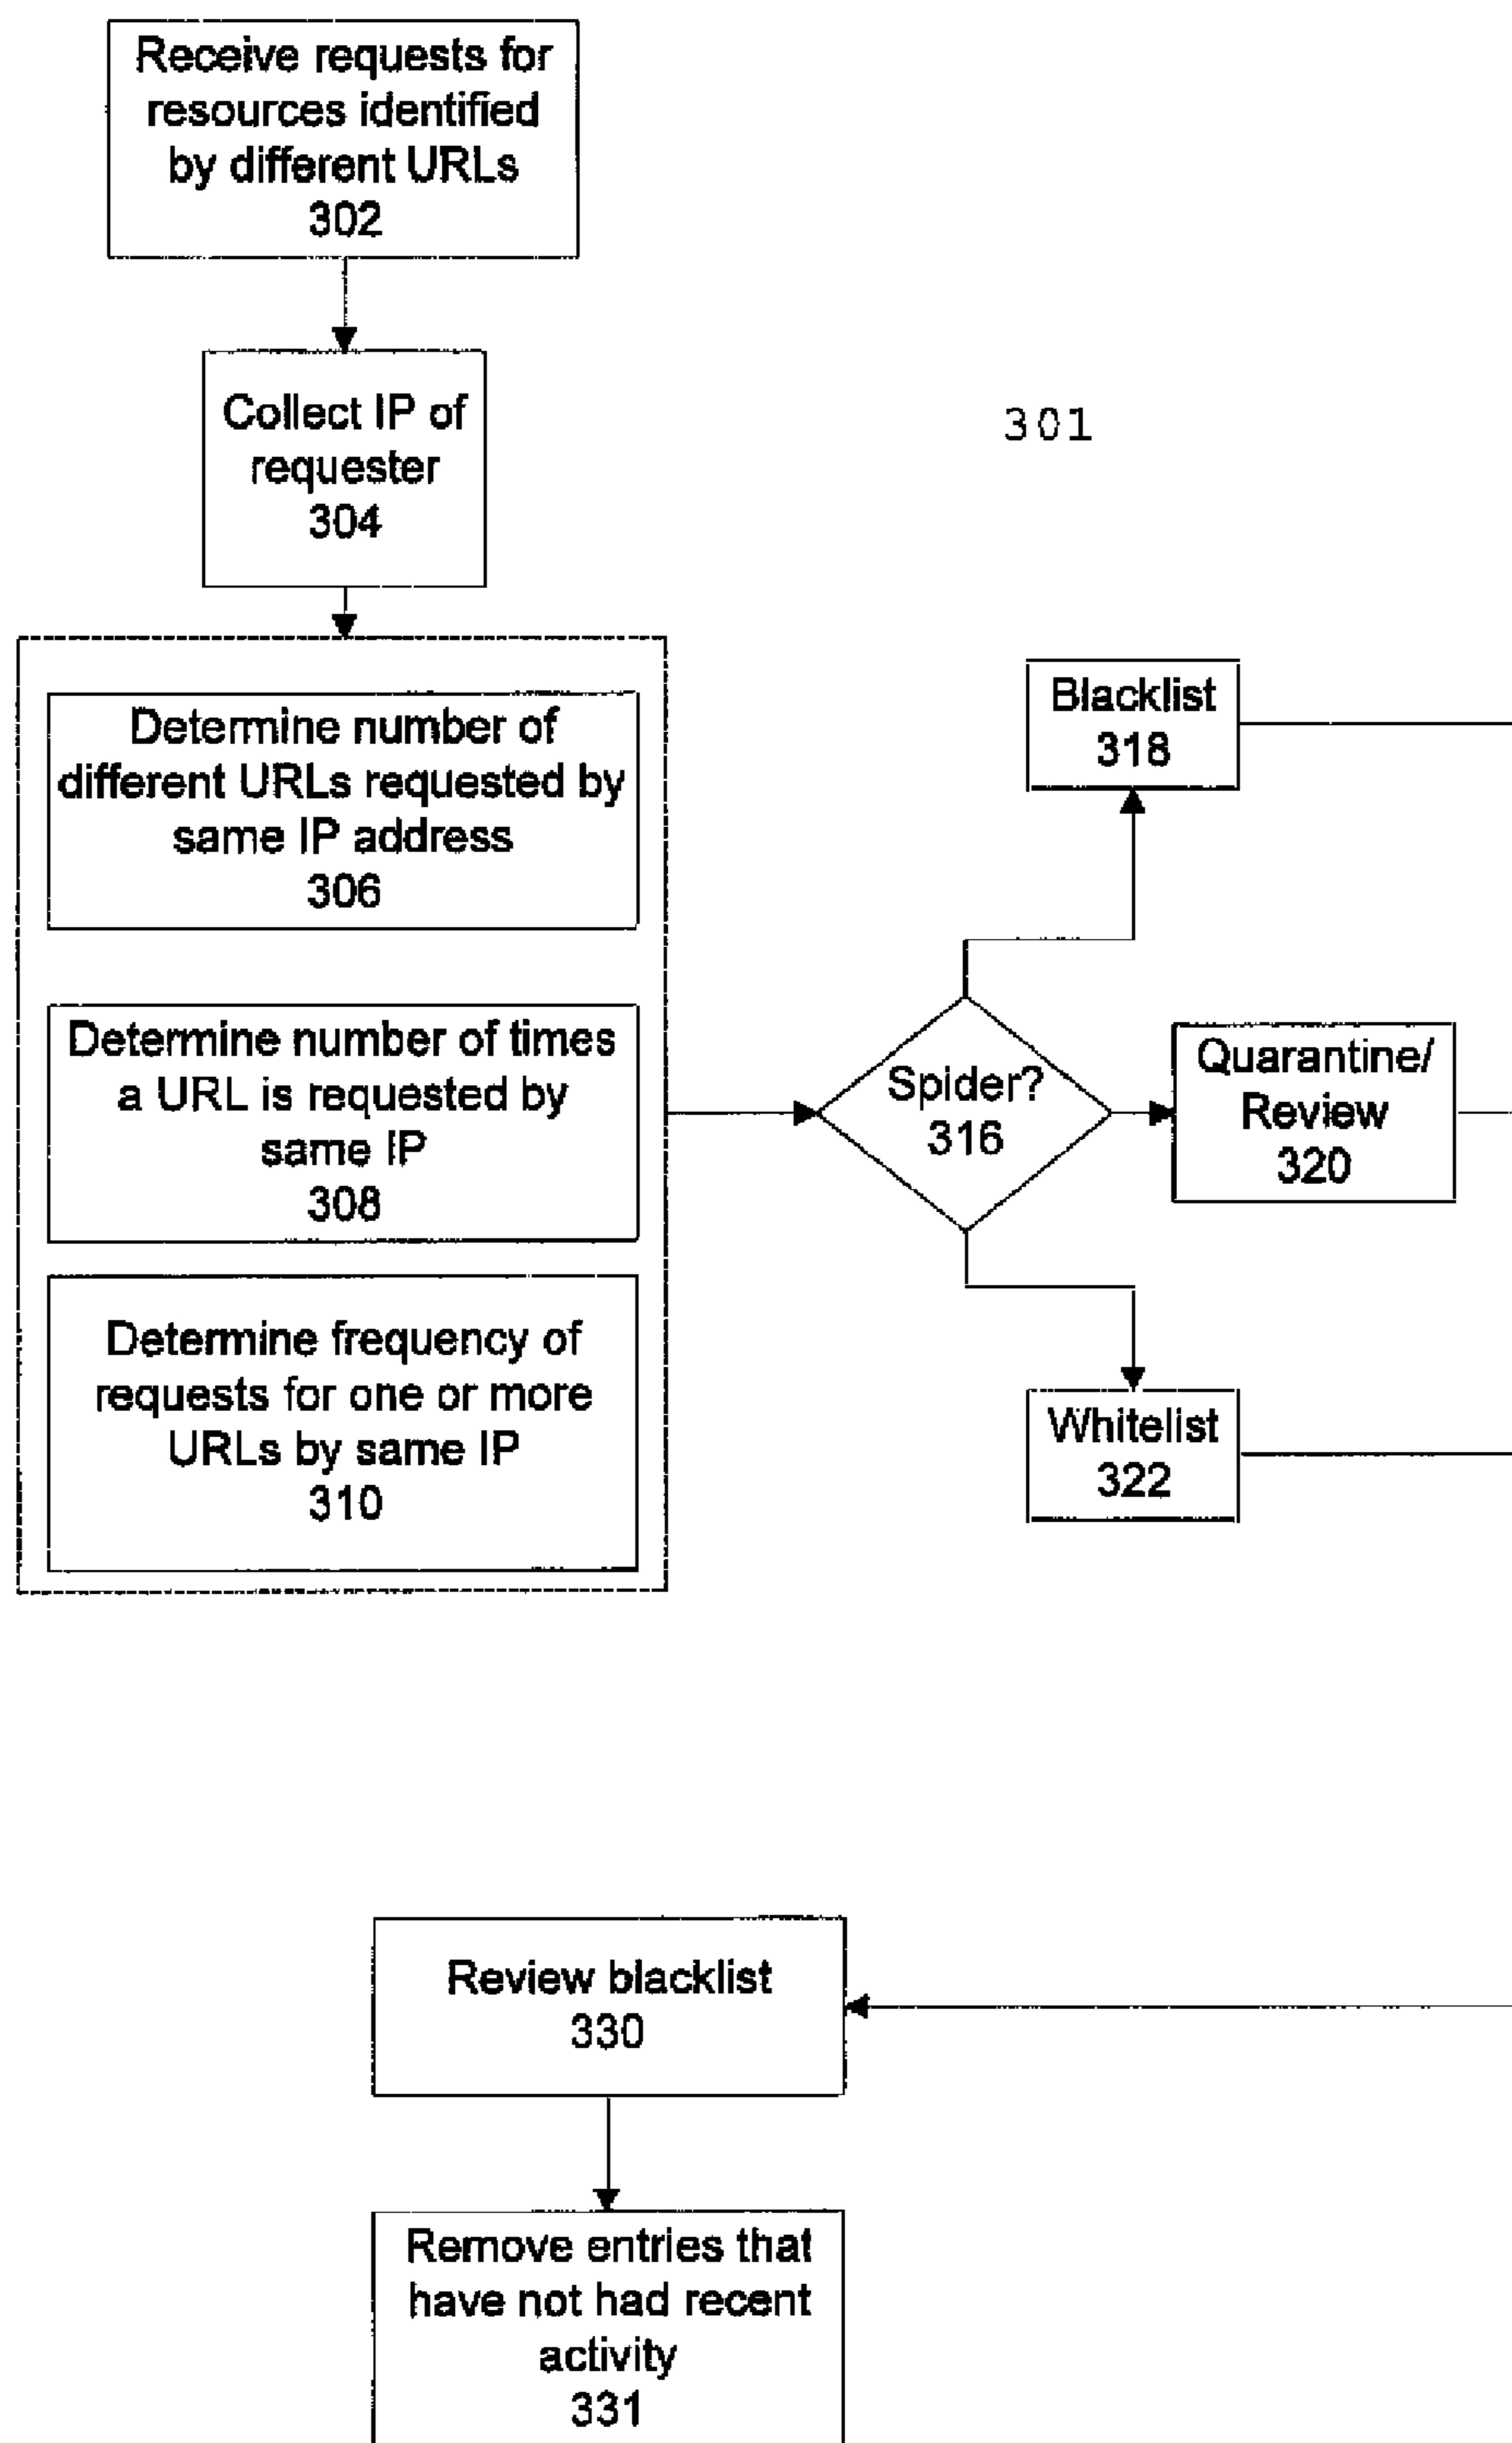 Receive requests for
resources identified
by different URLs
302
Collect IP of
requester
304
301
Determine number of
different URLs requested by
same IP address
306
Determine number of times
a URL is requested by
same IP
308
Determine frequency of
requests for one or more
URLs by same IP
310
Spider?
316
Blacklist
318
Quarantine/
Review
320
Whitelist
322
Review blacklist
330
Remove entries that
have not had recent
activity
331